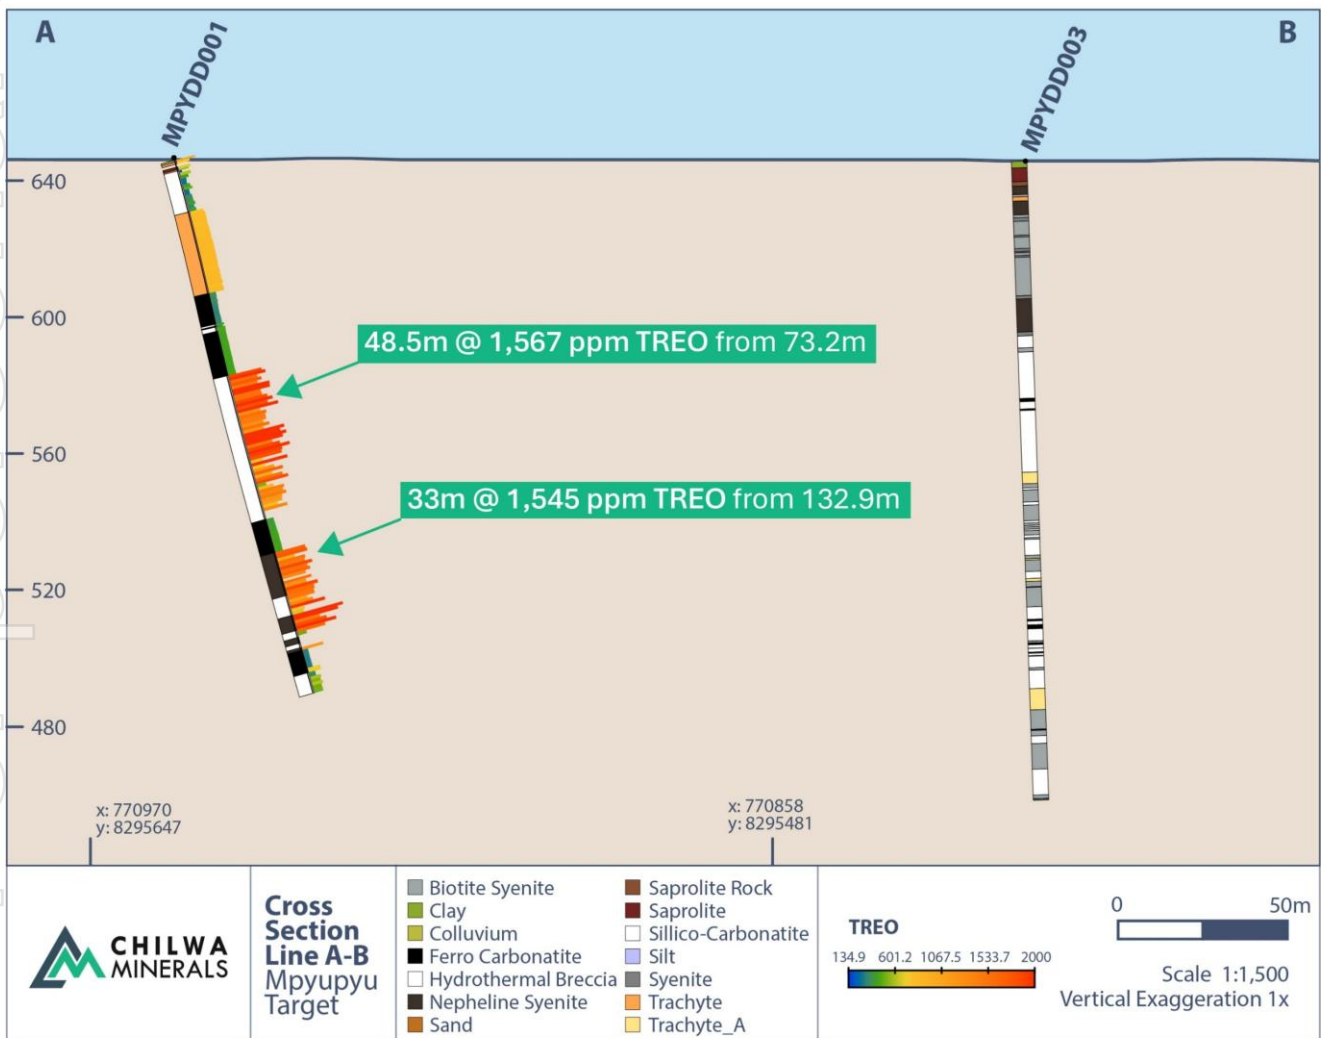 A
B
MPYDD001
MPYDD003
640
600
560
520
480
48.5m @ 1,567 ppm TREO from 73.2m
33m @ 1,545 ppm TREO from 132.9m
x: 770970
y: 8295647
x: 770858
y: 8295481
CHILWA
MINERALS
Cross
Section
Line A-B
Mpyupyu
Target
Biotite Syenite
Clay
Colluvium
Ferro Carbonatite
Hydrothermal Breccia
Nepheline Syenite
Sand
Saprolite Rock
Saprolite
Sillico-Carbonatite
Silt
Syenite
Trachyte
Trachyte_A
TREO
134.9 601.2 1067.5 1533.7 2000
0 50m
Scale 1:1,500
Vertical Exaggeration 1x